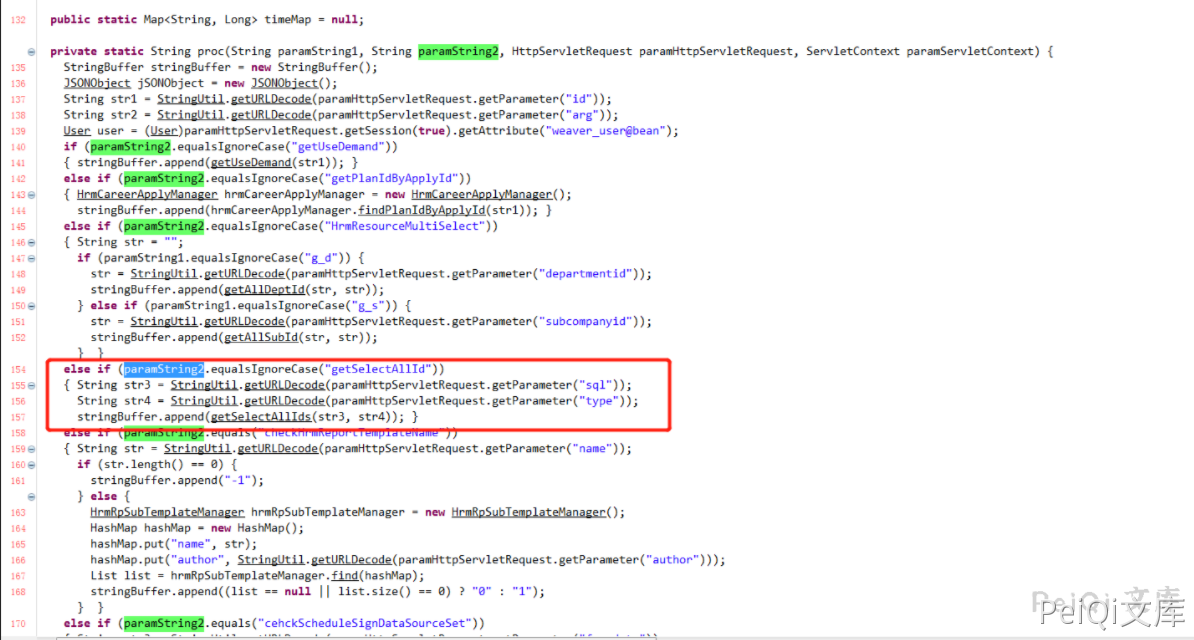 132 public static Map<String, Long> timeMap = null;
private static String proc(String paramString1, String paramString2, HttpServletRequest paramHttpServletRequest, ServletContext paramServletContext) {
135 StringBuffer stringBuffer = new StringBuffer();
136 JSONObject jSONObject = new JSONObject();
137 String str1 = StringUtil.getURLDecode(paramHttpServletRequest.getParameter("id"));
138 String str2 = StringUtil.getURLDecode(paramHttpServletRequest.getParameter("arg"));
139 User user = (User)paramHttpServletRequest.getSession(true).getAttribute("weaver_user@bean");
140 if (paramString2.equalsIgnoreCase("getUseDemand"))
141 { stringBuffer.append(getUseDemand(str1)); }
142 else if (paramString2.equalsIgnoreCase("getPlanIdByApplyId"))
143 { HrmCareerApplyManager hrmCareerApplyManager = new HrmCareerApplyManager();
144 stringBuffer.append(hrmCareerApplyManager.findPlanIdByApplyId(str1)); }
145 else if (paramString2.equalsIgnoreCase("HrmResourceMultiSelect"))
146 { String str = "";
147 if (paramString1.equalsIgnoreCase("g_d")) {
148 str = StringUtil.getURLDecode(paramHttpServletRequest.getParameter("departmentid"));
149 stringBuffer.append(getAllDeptId(str, str));
150 } else if (paramString1.equalsIgnoreCase("g_s")) {
151 str = StringUtil.getURLDecode(paramHttpServletRequest.getParameter("subcompanyid"));
152 stringBuffer.append(getAllSubId(str, str));
} }
154 else if (paramString2.equalsIgnoreCase("getSelectAllId"))
155 { String str3 = StringUtil.getURLDecode(paramHttpServletRequest.getParameter("sql"));
156 String str4 = StringUtil.getURLDecode(paramHttpServletRequest.getParameter("type"));
157 stringBuffer.append(getSelectAllIds(str3, str4)); }
158 else if (paramString2.equals("checkHrmReportTemplateName"))
159 { String str = StringUtil.getURLDecode(paramHttpServletRequest.getParameter("name"));
160 if (str.length() == 0) {
161 stringBuffer.append("-1");
} else {
163 HrmRpSubTemplateManager hrmRpSubTemplateManager = new HrmRpSubTemplateManager();
164 HashMap hashMap = new HashMap();
165 hashMap.put("name", str);
166 hashMap.put("author", StringUtil.getURLDecode(paramHttpServletRequest.getParameter("author")));
167 List list = hrmRpSubTemplateManager.find(hashMap);
168 stringBuffer.append((list == null || list.size() == 0) ? "0" : "1");
} }
170 else if (paramString2.equals("cehckScheduleSignDataSourceSet"))
PeiQi文库
PeiQi文库